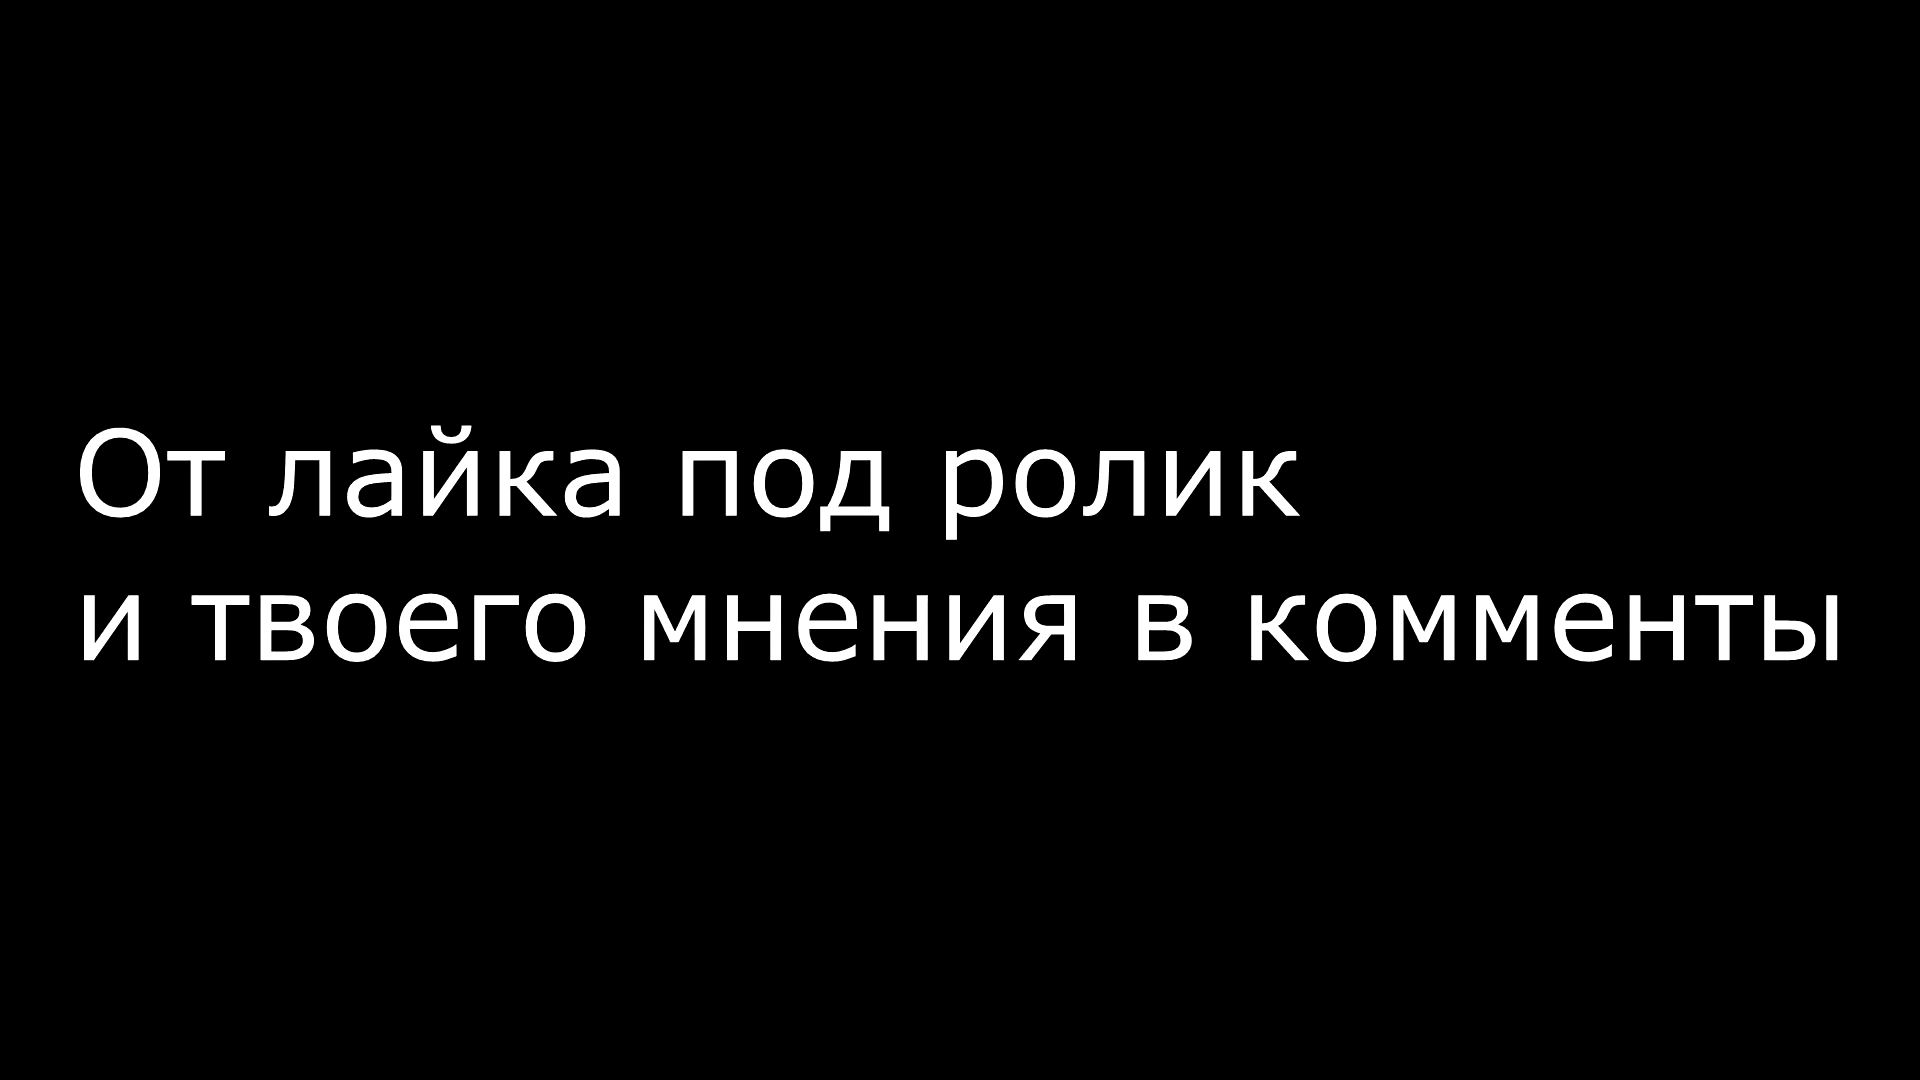 От лайка под ролик
и твоего мнения в комменты